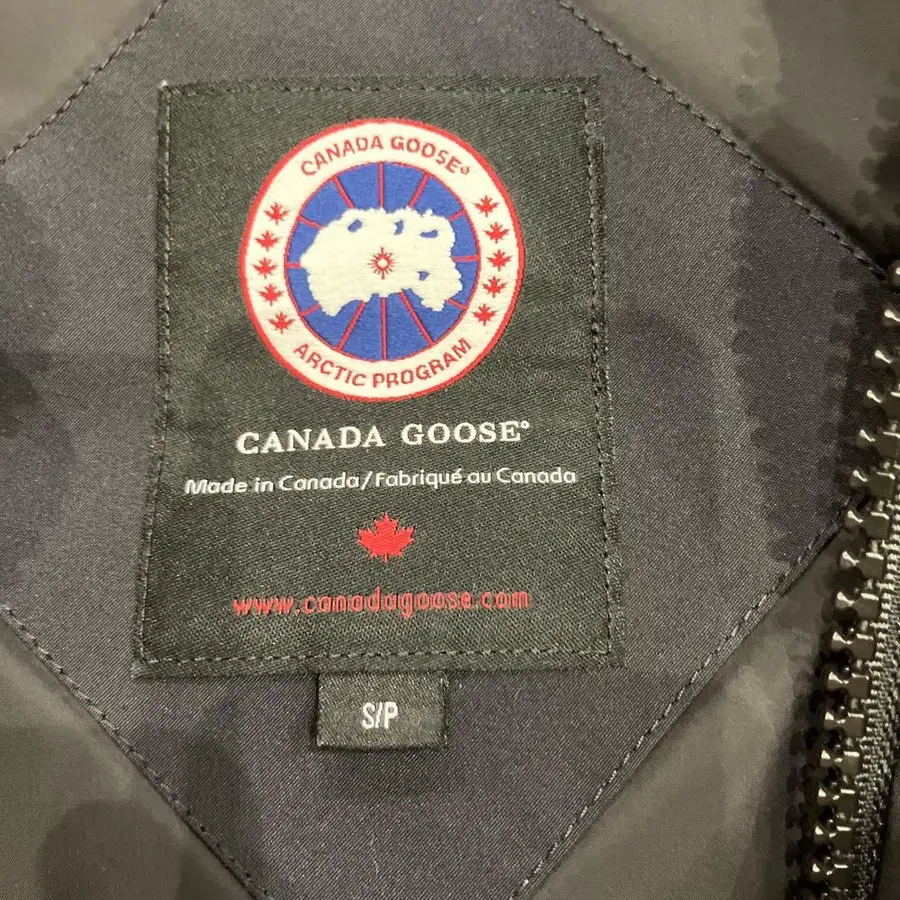 CANADA GOOSE®
ARCTIC PROGRAM
CANADA GOOSE®
Made in Canada/Fabriqué au Canada
www.canadagoose.com
S/P